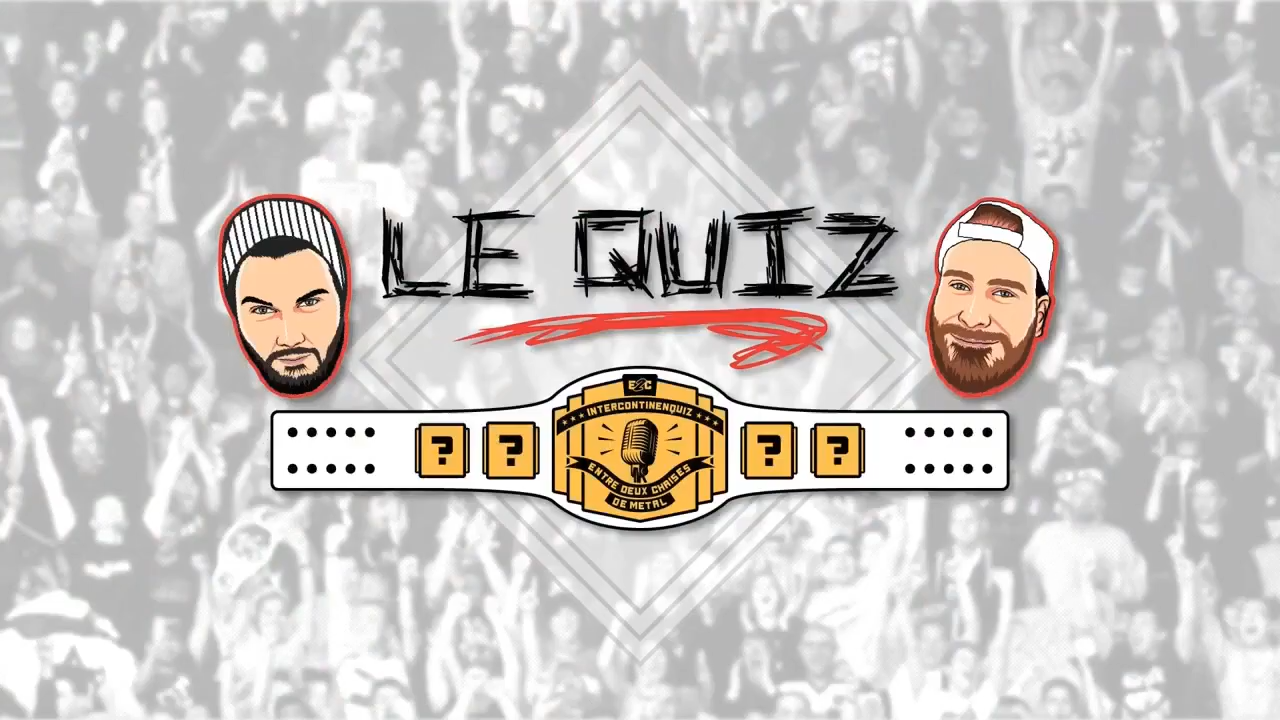 LE QUIZ
E2C
INTERCONTINENQUIZ
? ? ? ?
ENTRE DEUX CHAISES
DE METAL